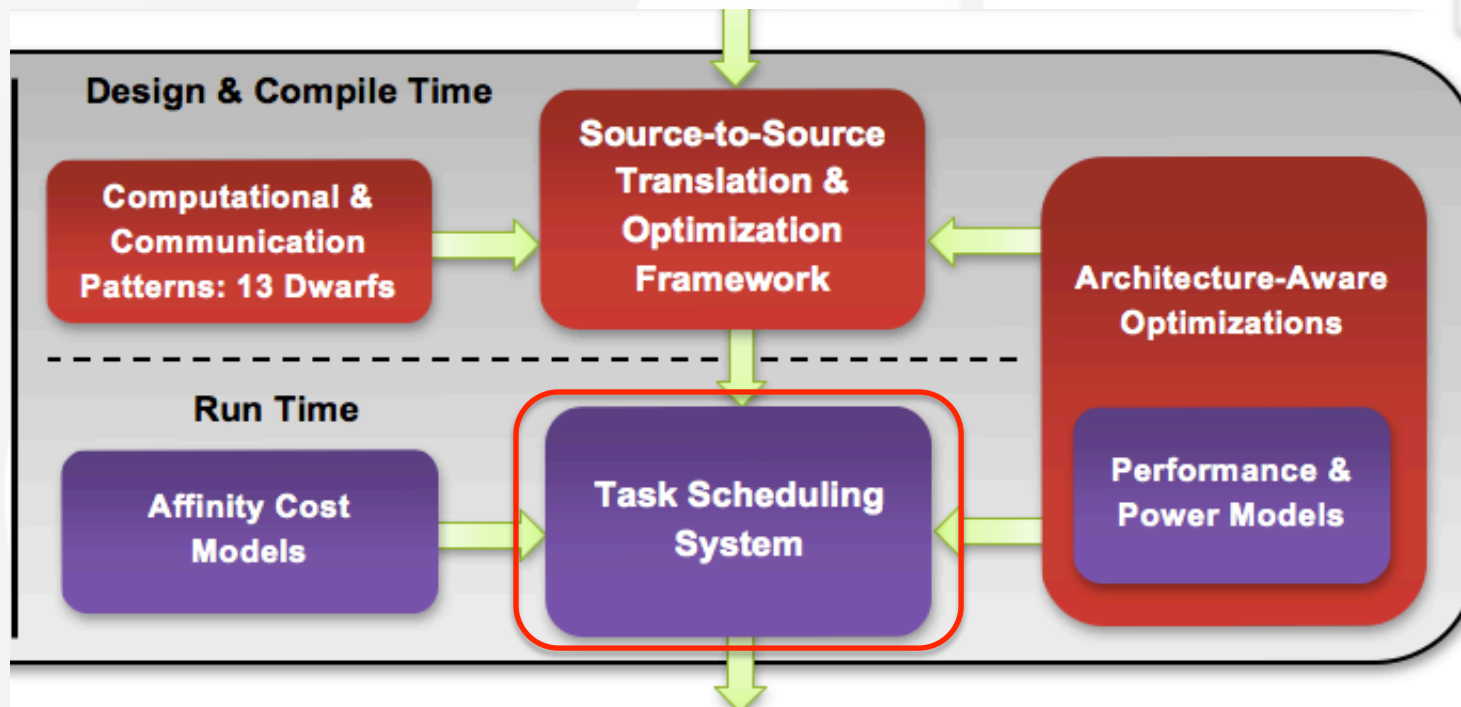 Design & Compile Time
Source-to-Source
Translation &
Optimization
Framework
Computational &
Communication
Patterns: 13 Dwarfs
Architecture-Aware
Optimizations
Run Time
Affinity Cost
Models
Task Scheduling
System
Performance &
Power Models